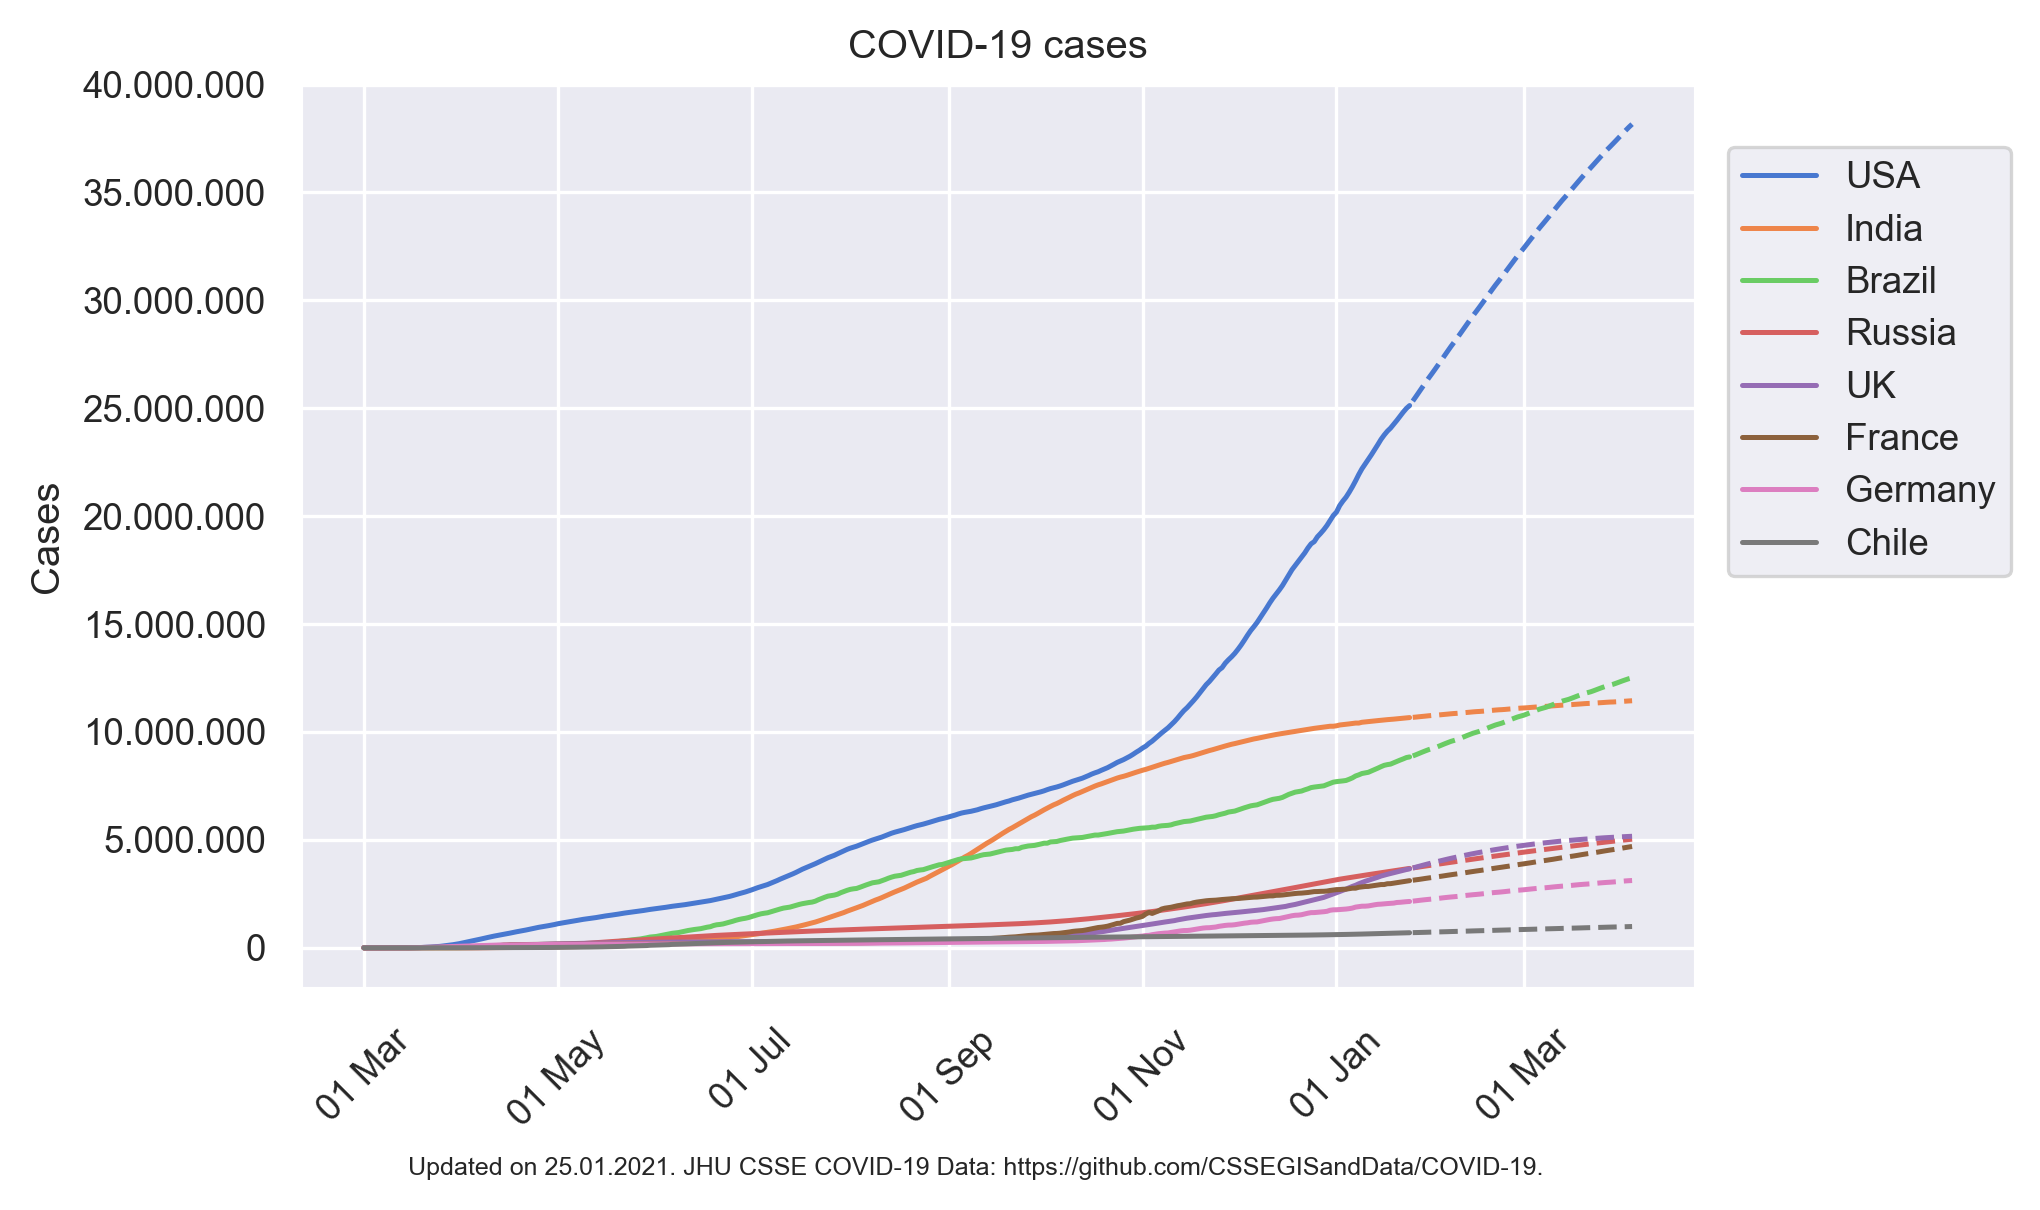 COVID-19 cases
40.000.000
35.000.000
30.000.000
25.000.000
20.000.000
15.000.000
10.000.000
5.000.000
0
Cases
USA
India
Brazil
Russia
UK
France
Germany
Chile
01 Mar
01 May
01 Jul
01 Sep
01 Nov
01 Jan
01 Mar
Updated on 25.01.2021. JHU CSSE COVID-19 Data: https://github.com/CSSEGISandData/COVID-19.